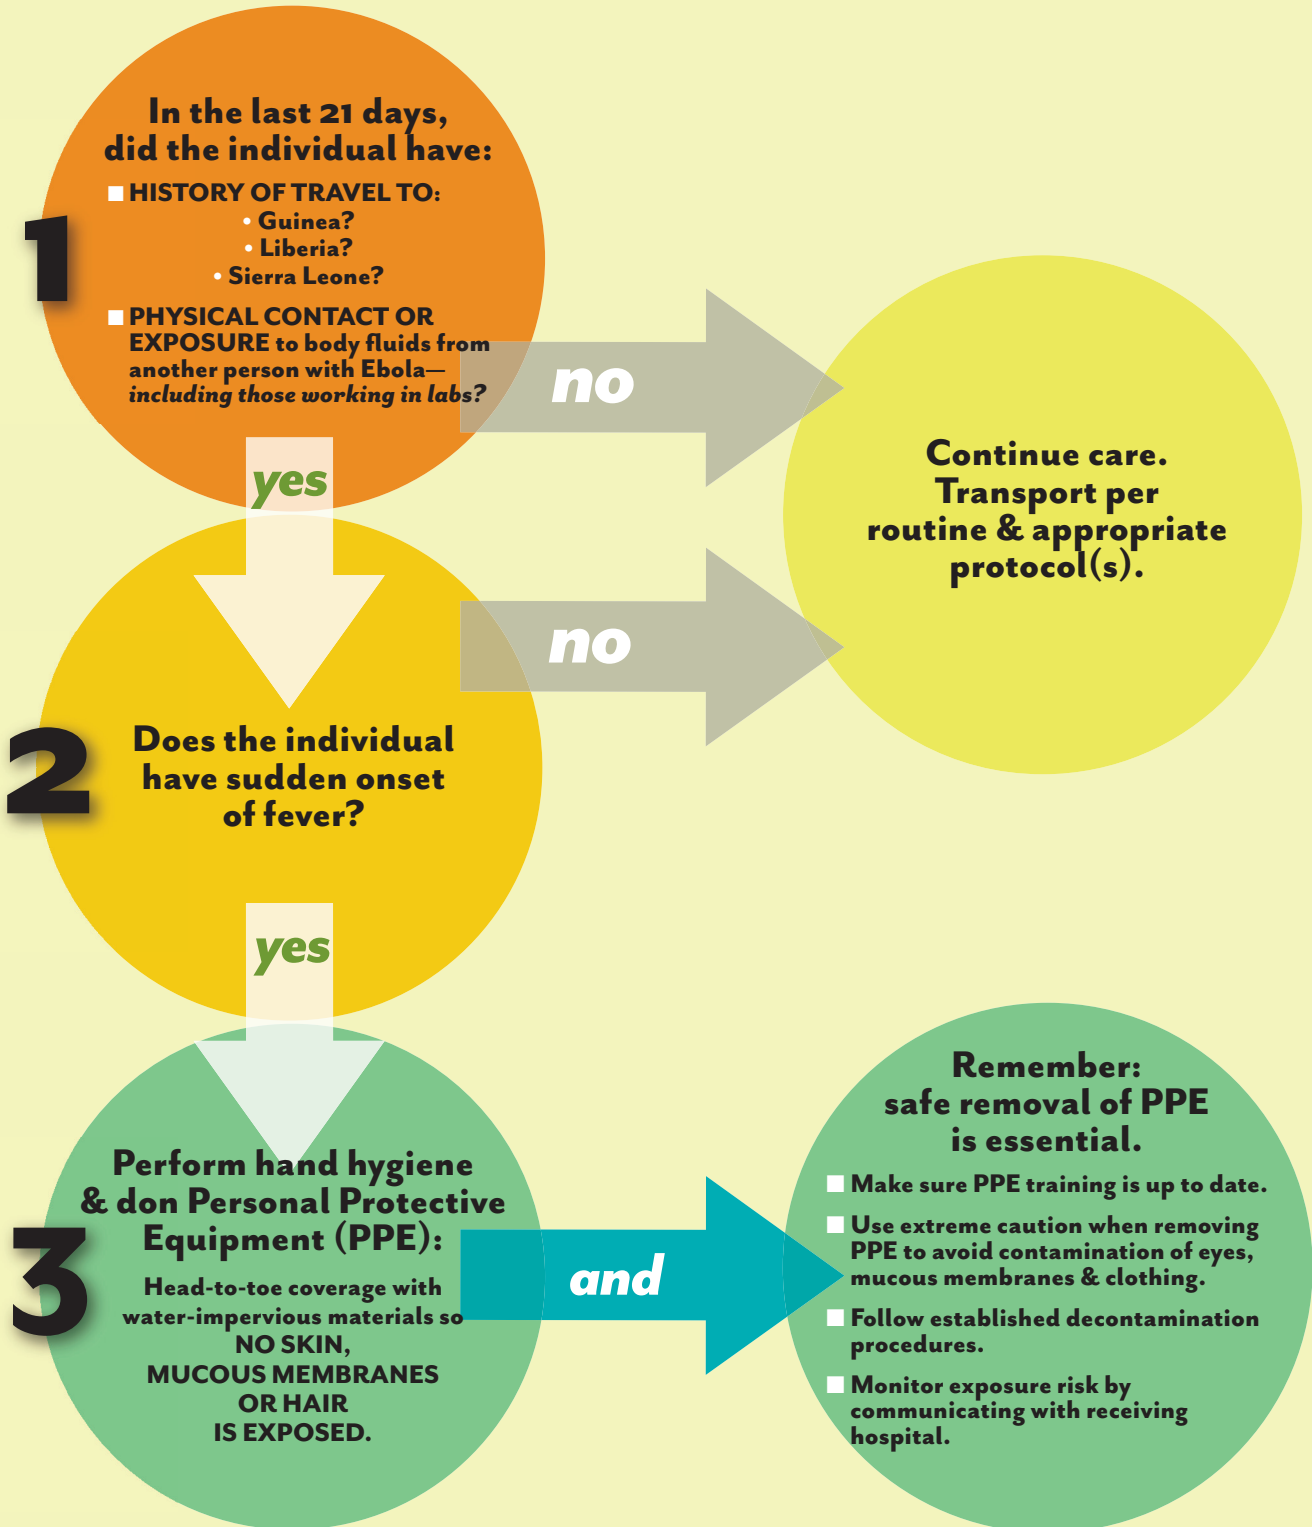 1
In the last 21 days,
did the individual have:
HISTORY OF TRAVEL TO:
• Guinea?
• Liberia?
• Sierra Leone?
PHYSICAL CONTACT OR
EXPOSURE to body fluids from
another person with Ebola—
including those working in labs?
no
yes
Continue care.
Transport per
routine & appropriate
protocol(s).
no
2
Does the individual
have sudden onset
of fever?
yes
3
Perform hand hygiene
& don Personal Protective
Equipment (PPE):
Head-to-toe coverage with
water-impervious materials so
NO SKIN,
MUCOUS MEMBRANES
OR HAIR
IS EXPOSED.
and
Remember:
safe removal of PPE
is essential.
Make sure PPE training is up to date.
Use extreme caution when removing
PPE to avoid contamination of eyes,
mucous membranes & clothing.
Follow established decontamination
procedures.
Monitor exposure risk by
communicating with receiving
hospital.